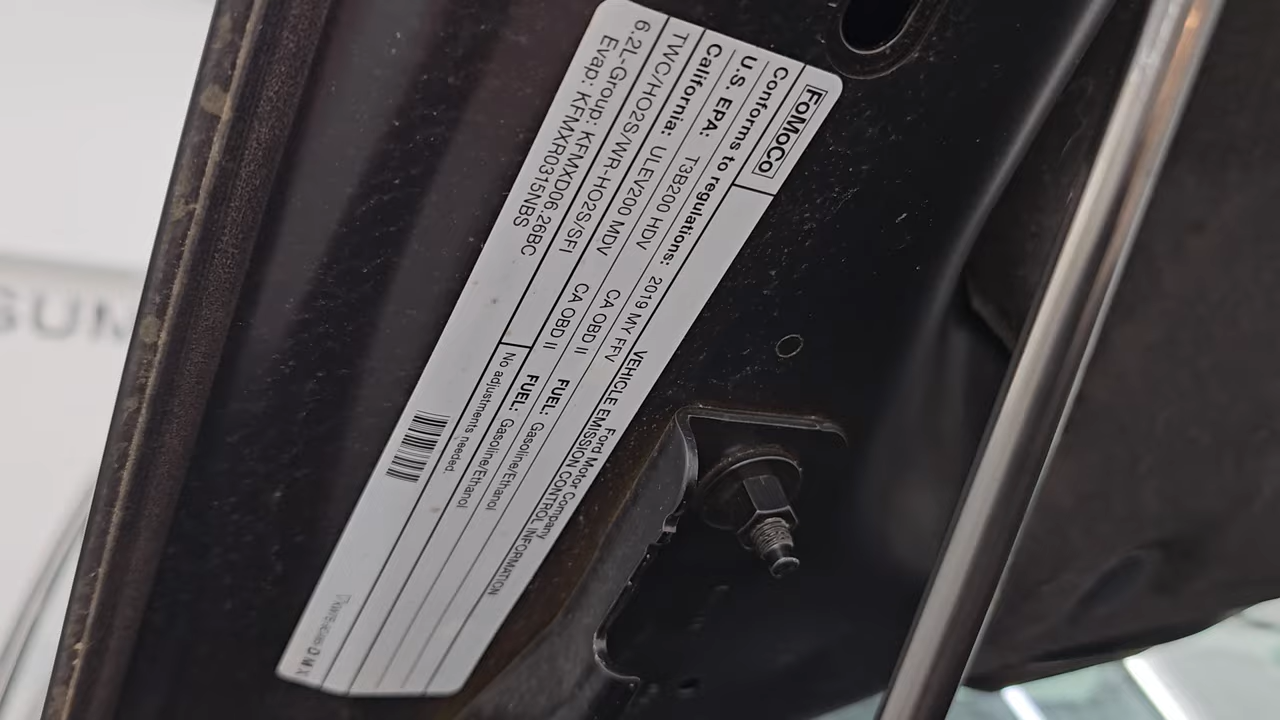 FoMoCo
Ford Motor Company
VEHICLE EMISSION CONTROL INFORMATION
Conforms to regulations: 2019 MY FFV
U.S. EPA: T3B200 HDV CA OBD II FUEL: Gasoline/Ethanol
California: ULEV200 MDV CA OBD II FUEL: Gasoline/Ethanol
TWC/HO2S/WR-HO2S/SFI No adjustments needed.
6.2L-Group: KFMXD06.26BC
Evap: KFMXR0315NBS
SUM